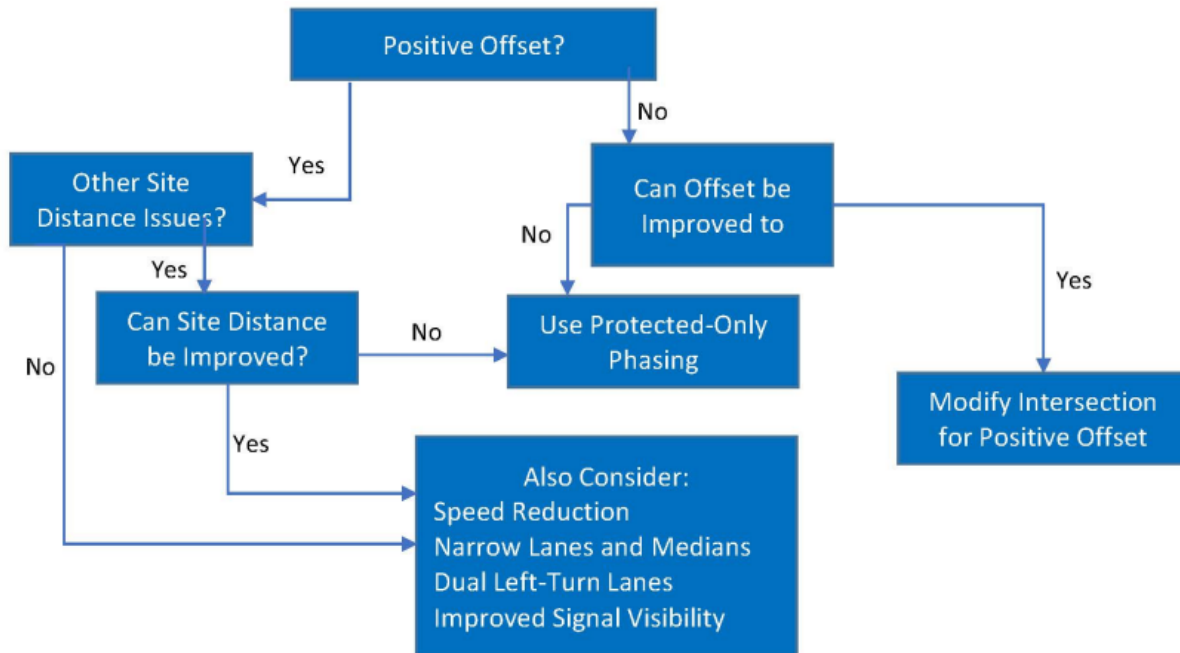 Positive Offset?
No
Yes
Other Site
Distance Issues?
Can Offset be
Improved to
No
Yes
Yes
Can Site Distance
be Improved?
No
Use Protected-Only
Phasing
No
Modify Intersection
for Positive Offset
Yes
Also Consider:
Speed Reduction
Narrow Lanes and Medians
Dual Left-Turn Lanes
Improved Signal Visibility